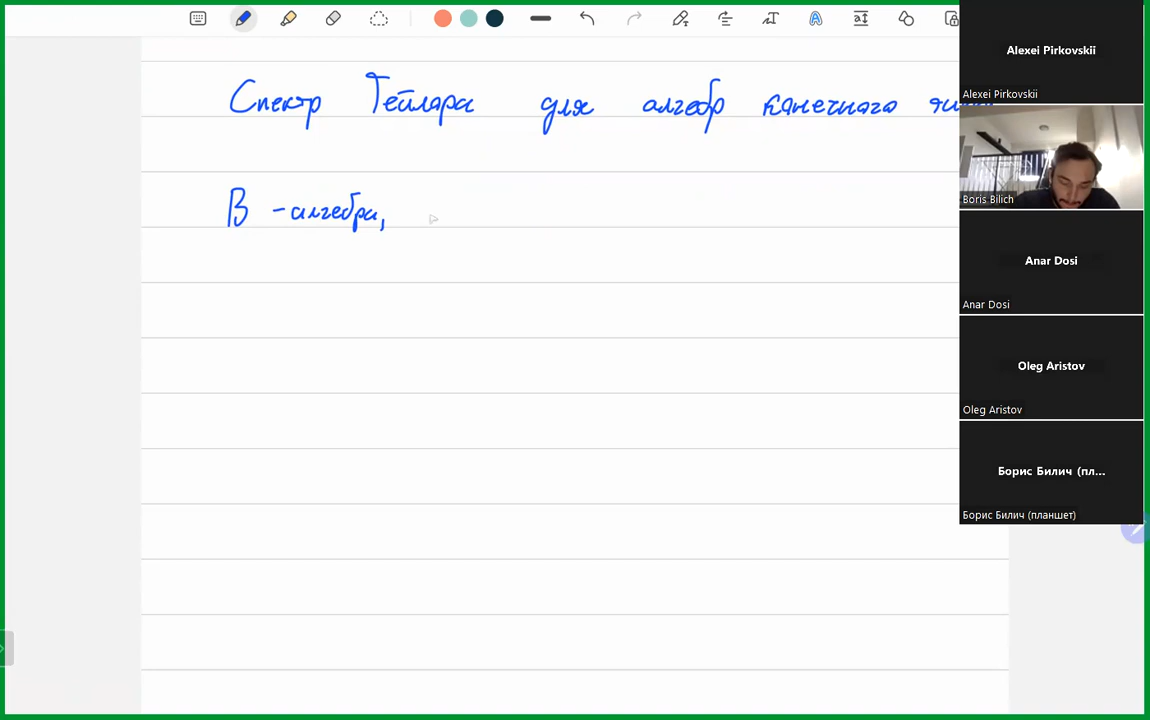 Спектр Тейлора для алгебр конечного
B - алгебра,
Alexei Pirkovskii
Alexei Pirkovskii
Boris Bilich
Anar Dosi
Anar Dosi
Oleg Aristov
Oleg Aristov
Борис Билич (пл...
Борис Билич (планшет)